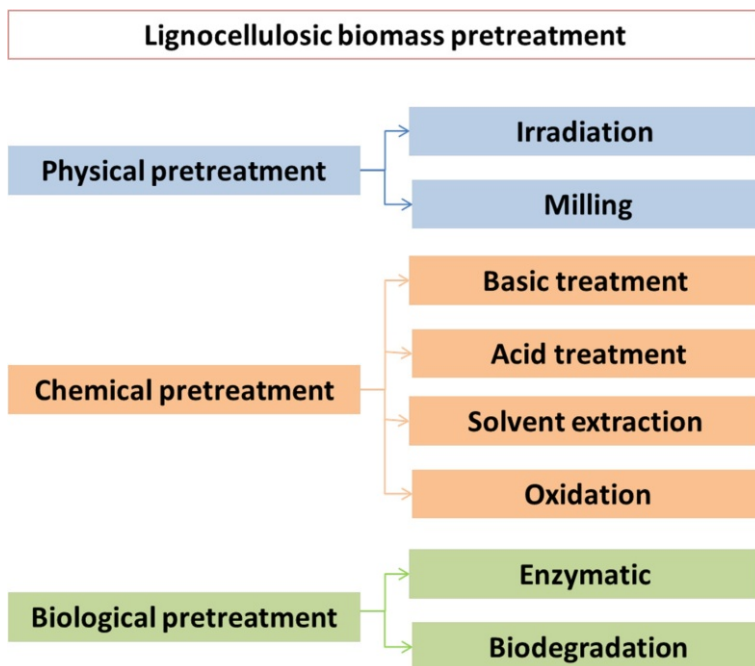 Lignocellulosic biomass pretreatment
Physical pretreatment
Irradiation
Milling
Chemical pretreatment
Basic treatment
Acid treatment
Solvent extraction
Oxidation
Biological pretreatment
Enzymatic
Biodegradation